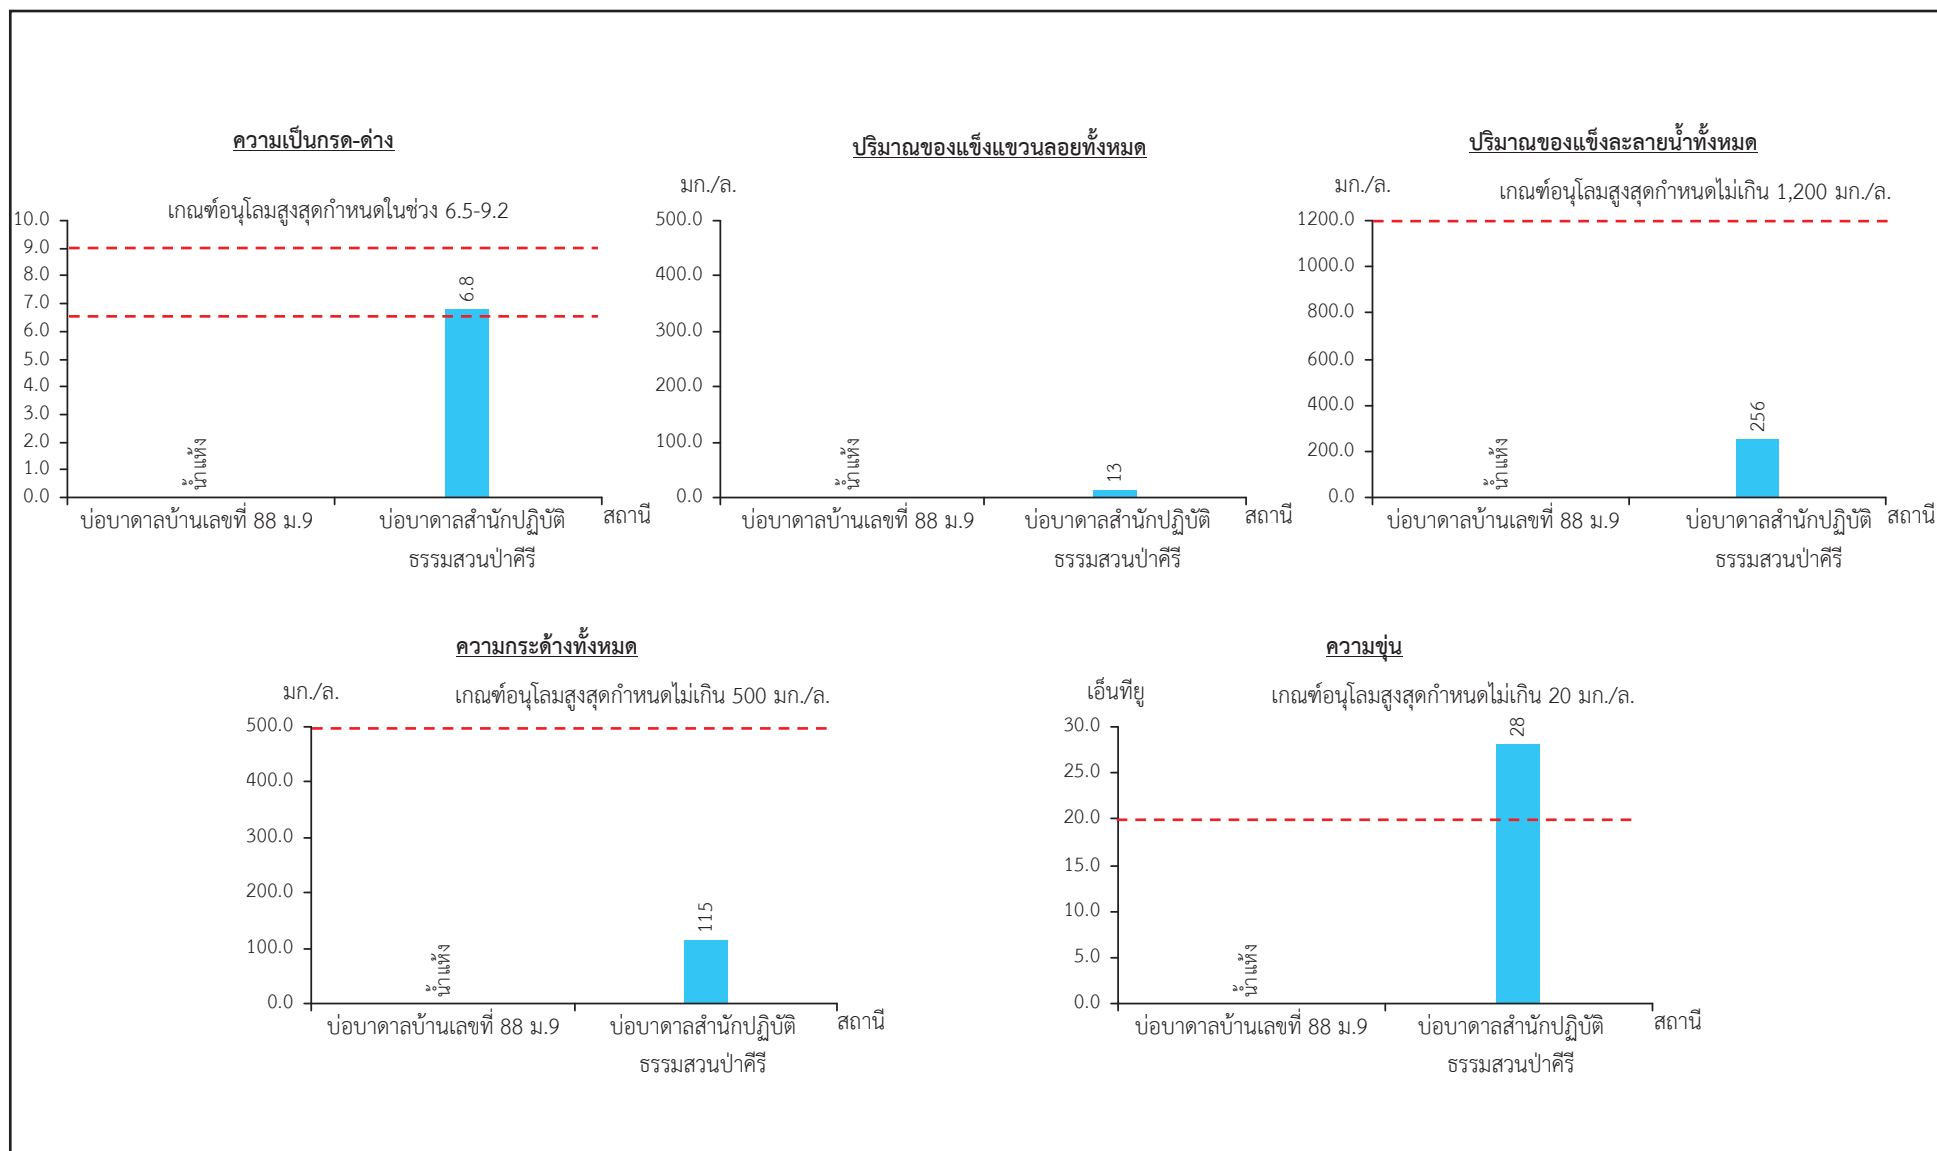 ความเป็นกรด-ด่าง
เกณฑ์อนุโลมสูงสุดกำหนดในช่วง 6.5-9.2
10.0
9.0
8.0
7.0
6.0
5.0
4.0
3.0
2.0
1.0
0.0
น้ำแห้ง
6.8
บ่อบาดาลบ้านเลขที่ 88 ม.9
บ่อบาดาลสำนักปฏิบัติ
ธรรมสวนป่าคีรี
สถานี
ปริมาณของแข็งแขวนลอยทั้งหมด
มก./ล.
500.0
400.0
300.0
200.0
100.0
0.0
น้ำแห้ง
13
บ่อบาดาลบ้านเลขที่ 88 ม.9
บ่อบาดาลสำนักปฏิบัติ
ธรรมสวนป่าคีรี
สถานี
ปริมาณของแข็งละลายน้ำทั้งหมด
มก./ล.
เกณฑ์อนุโลมสูงสุดกำหนดไม่เกิน 1,200 มก./ล.
1200.0
1000.0
800.0
600.0
400.0
200.0
0.0
น้ำแห้ง
256
บ่อบาดาลบ้านเลขที่ 88 ม.9
บ่อบาดาลสำนักปฏิบัติ
ธรรมสวนป่าคีรี
สถานี
ความกระด้างทั้งหมด
มก./ล.
เกณฑ์อนุโลมสูงสุดกำหนดไม่เกิน 500 มก./ล.
500.0
400.0
300.0
200.0
100.0
0.0
น้ำแห้ง
115
บ่อบาดาลบ้านเลขที่ 88 ม.9
บ่อบาดาลสำนักปฏิบัติ
ธรรมสวนป่าคีรี
สถานี
ความขุ่น
เอ็นทียู
เกณฑ์อนุโลมสูงสุดกำหนดไม่เกิน 20 มก./ล.
30.0
25.0
20.0
15.0
10.0
5.0
0.0
น้ำแห้ง
28
บ่อบาดาลบ้านเลขที่ 88 ม.9
บ่อบาดาลสำนักปฏิบัติ
ธรรมสวนป่าคีรี
สถานี